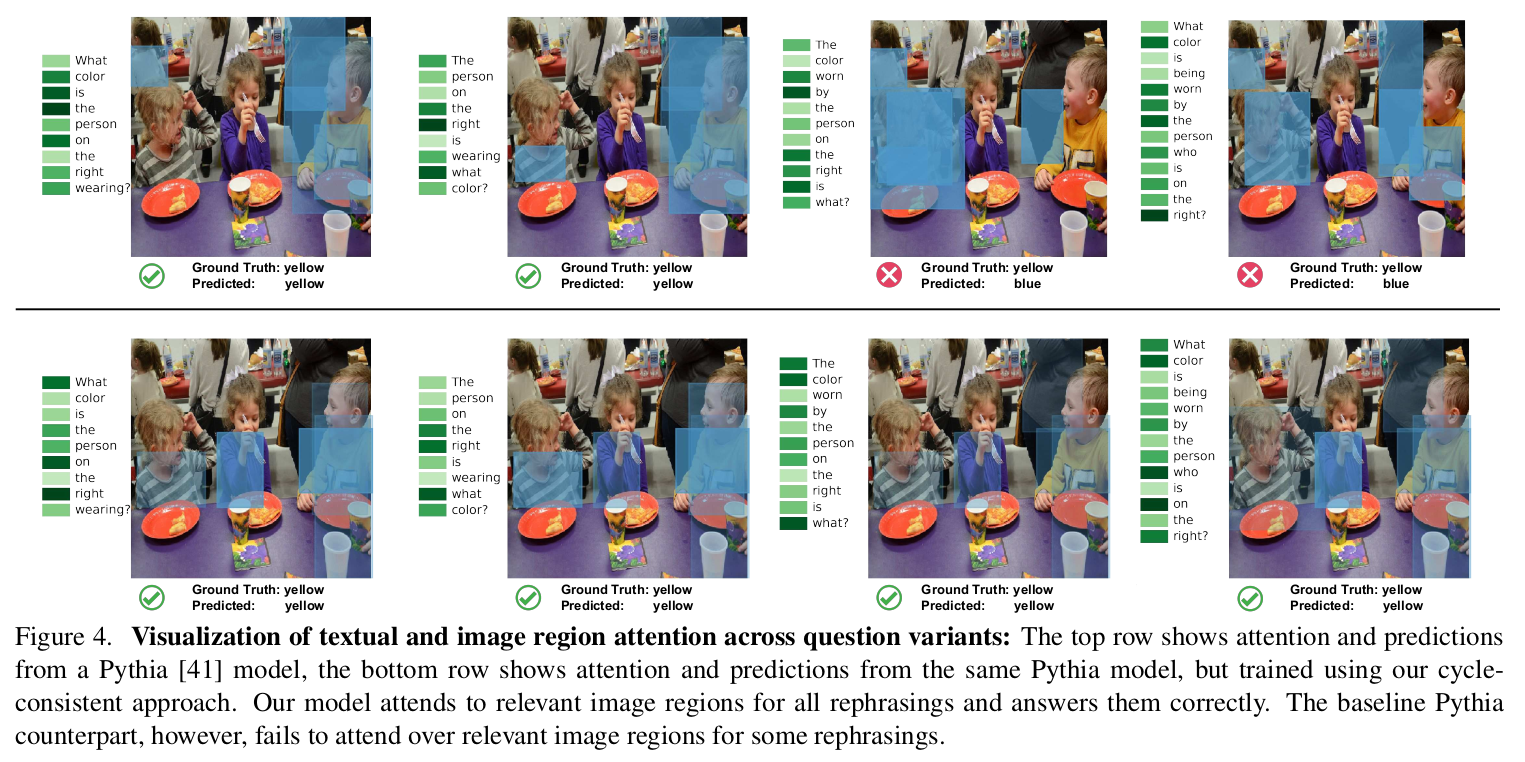 What
color
is
the
person
on
the
right
wearing?
Ground Truth: yellow
Predicted: yellow
The
person
on
the
right
is
wearing
what
color?
Ground Truth: yellow
Predicted: yellow
The
color
worn
by
the
person
on
the
right
is
what?
Ground Truth: yellow
Predicted: blue
What
color
is
being
worn
by
the
person
who
is
on
the
right?
Ground Truth: yellow
Predicted: blue
What
color
is
the
person
on
the
right
wearing?
Ground Truth: yellow
Predicted: yellow
The
person
on
the
right
is
wearing
what
color?
Ground Truth: yellow
Predicted: yellow
The
color
worn
by
the
person
on
the
right
is
what?
Ground Truth: yellow
Predicted: yellow
What
color
is
being
worn
by
the
person
who
is
on
the
right?
Ground Truth: yellow
Predicted: yellow
Figure 4. Visualization of textual and image region attention across question variants: The top row shows attention and predictions
from a Pythia [41] model, the bottom row shows attention and predictions from the same Pythia model, but trained using our cycle-
consistent approach. Our model attends to relevant image regions for all rephrasings and answers them correctly. The baseline Pythia
counterpart, however, fails to attend over relevant image regions for some rephrasings.